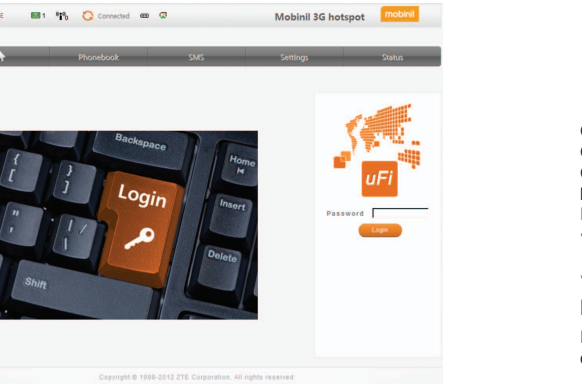 E 1 Connected
Mobinil 3G hotspot mobinil
Phonebook SMS Settings Status
Backspace
{ [
} ]
Login
Home
Insert
" '
| \
Delete
Shift
uFi
Password
Login
Copyright © 1998-2012 ZTE Corporation. All rights reserved